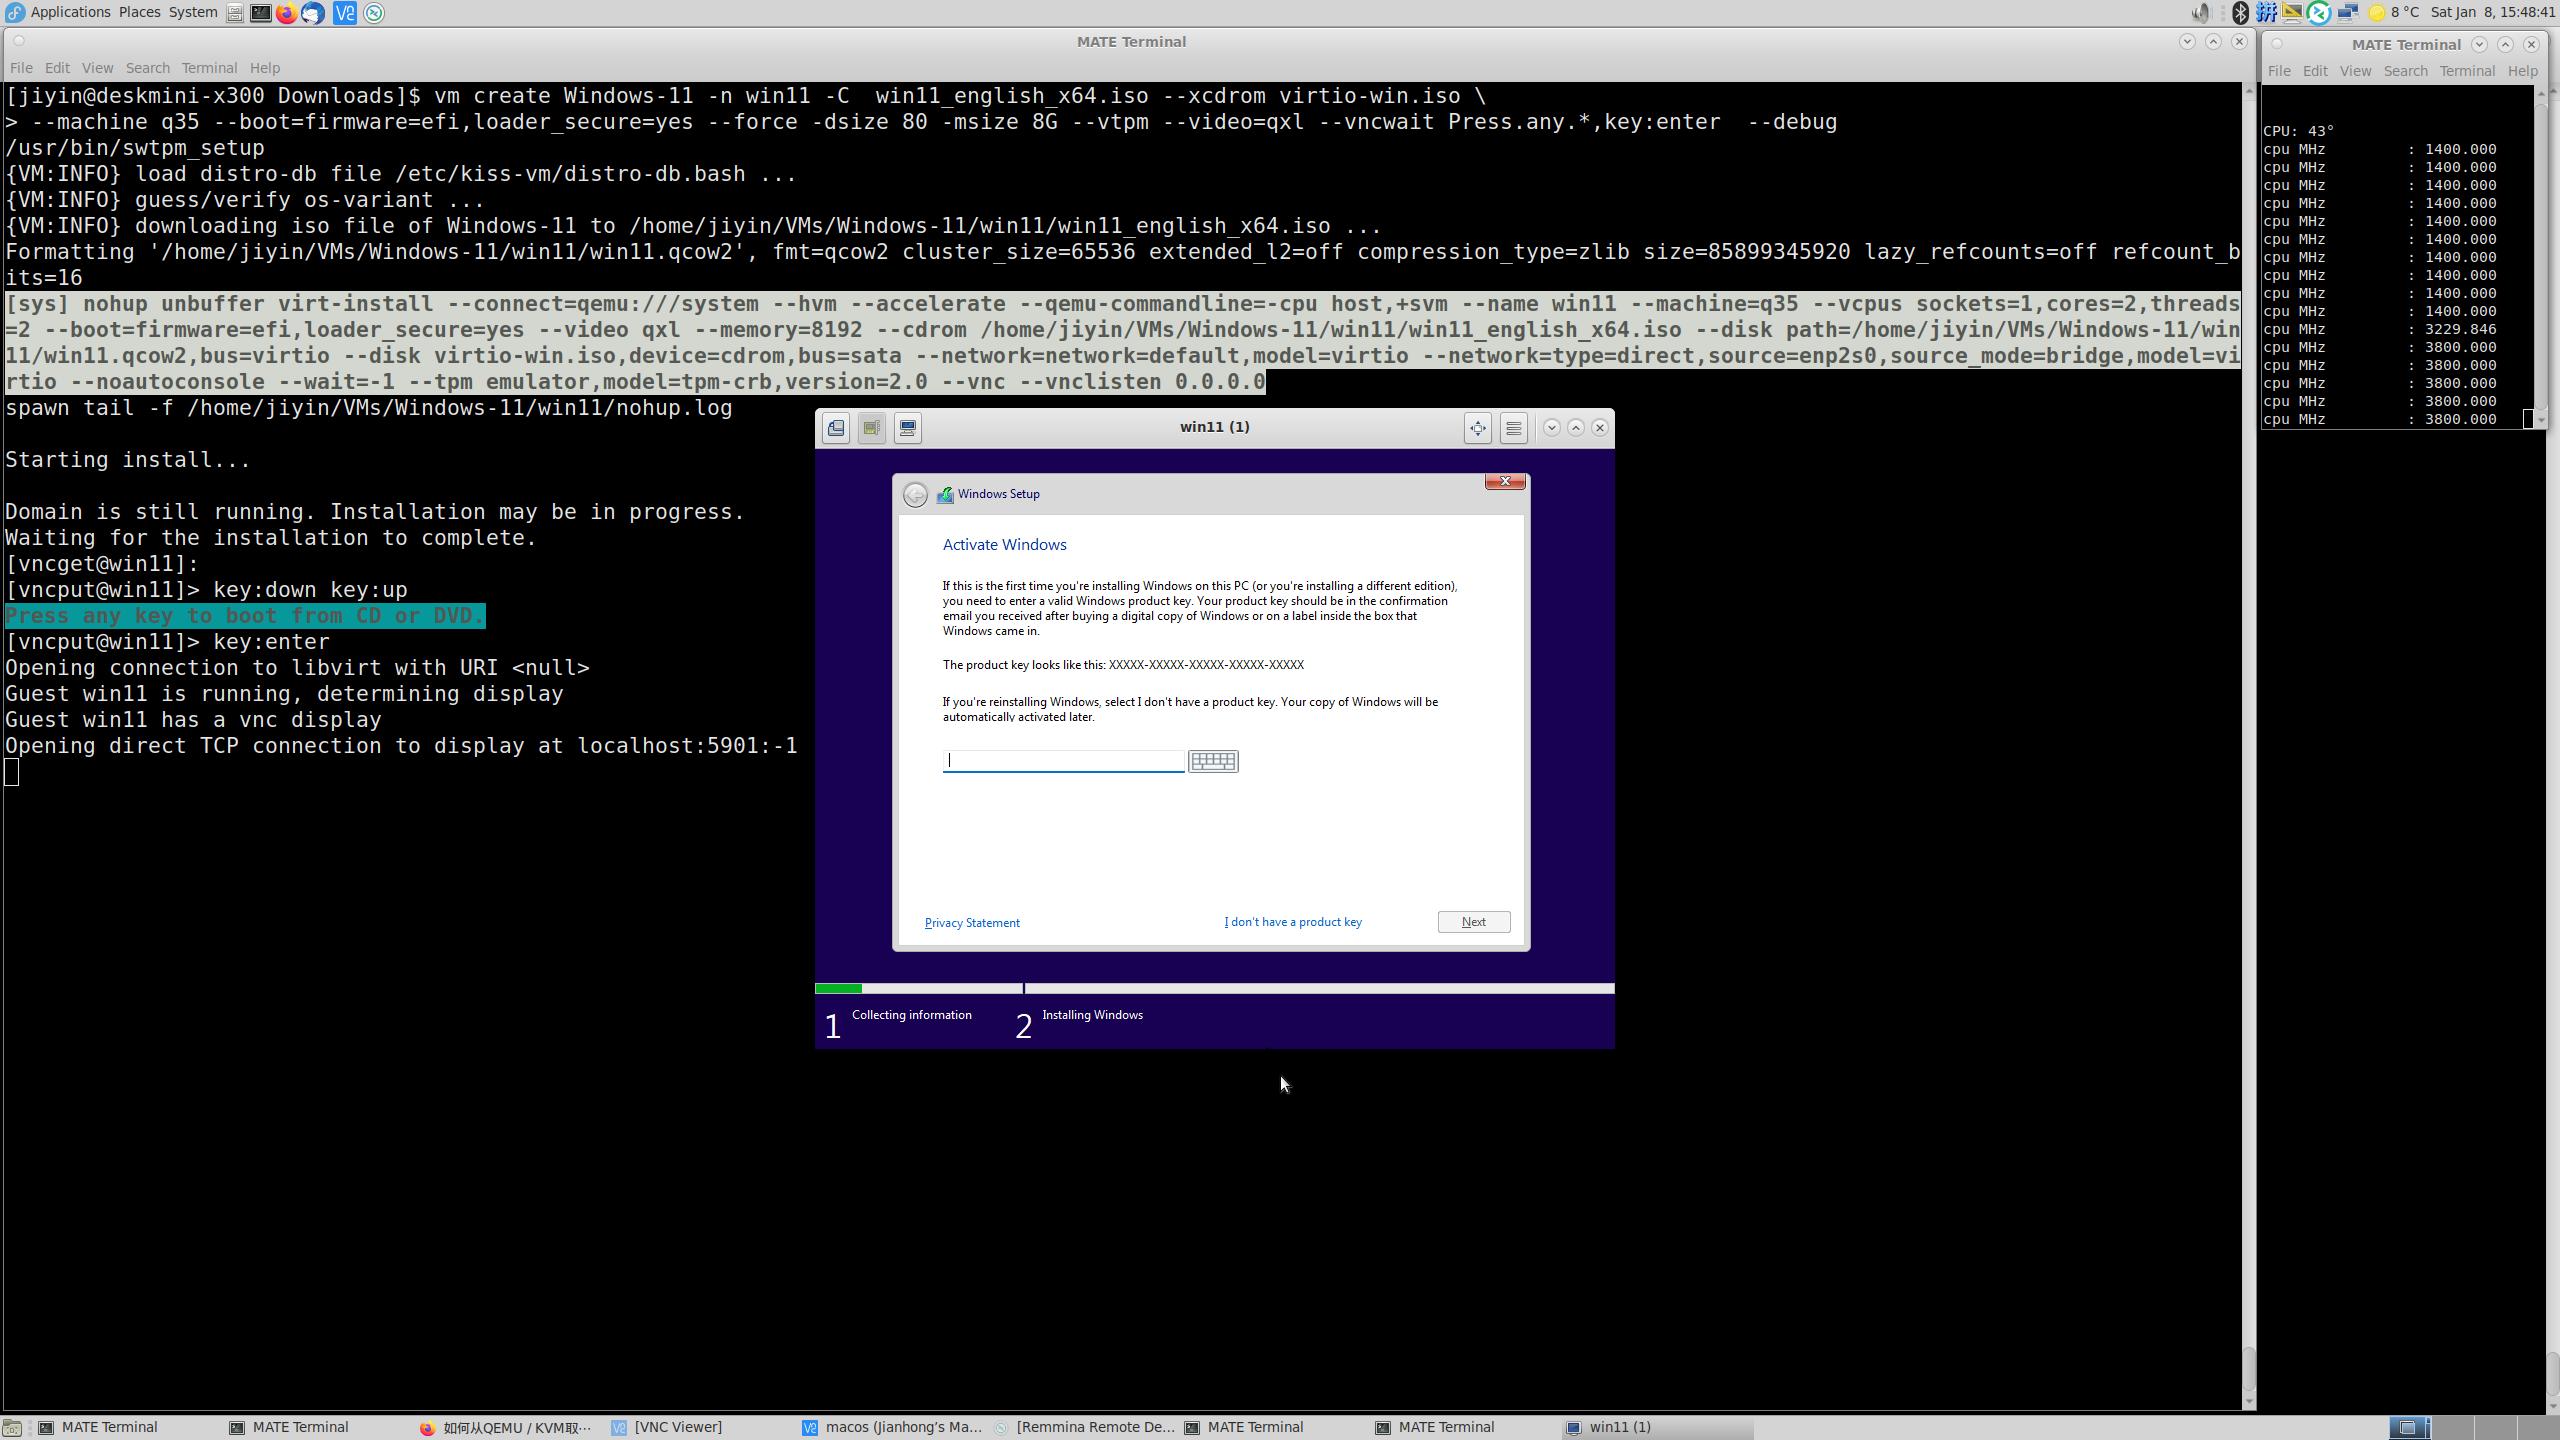 Applications Places System
8 °C Sat Jan 8, 15:48:41
MATE Terminal
File Edit View Search Terminal Help
[jiyin@deskmini-x300 Downloads]$ vm create Windows-11 -n win11 -C  win11_english_x64.iso --xcdrom virtio-win.iso \
> --machine q35 --boot=firmware=efi,loader_secure=yes --force -dsize 80 -msize 8G --vtpm --video=qxl --vncwait Press.any.*,key:enter  --debug
/usr/bin/swtpm_setup
{VM:INFO} load distro-db file /etc/kiss-vm/distro-db.bash ...
{VM:INFO} guess/verify os-variant ...
{VM:INFO} downloading iso file of Windows-11 to /home/jiyin/VMs/Windows-11/win11/win11_english_x64.iso ...
Formatting '/home/jiyin/VMs/Windows-11/win11/win11.qcow2', fmt=qcow2 cluster_size=65536 extended_l2=off compression_type=zlib size=85899345920 lazy_refcounts=off refcount_b
its=16
[sys] nohup unbuffer virt-install --connect=qemu:///system --hvm --accelerate --qemu-commandline=-cpu host,+svm --name win11 --machine=q35 --vcpus sockets=1,cores=2,threads
=2 --boot=firmware=efi,loader_secure=yes --video qxl --memory=8192 --cdrom /home/jiyin/VMs/Windows-11/win11/win11_english_x64.iso --disk path=/home/jiyin/VMs/Windows-11/win
11/win11.qcow2,bus=virtio --disk virtio-win.iso,device=cdrom,bus=sata --network=network=default,model=virtio --network=type=direct,source=enp2s0,source_mode=bridge,model=vi
rtio --noautoconsole --wait=-1 --tpm emulator,model=tpm-crb,version=2.0 --vnc --vnclisten 0.0.0.0
spawn tail -f /home/jiyin/VMs/Windows-11/win11/nohup.log
Starting install...
Domain is still running. Installation may be in progress.
Waiting for the installation to complete.
[vncget@win11]:
[vncput@win11]> key:down key:up
Press any key to boot from CD or DVD.
[vncput@win11]> key:enter
Opening connection to libvirt with URI <null>
Guest win11 is running, determining display
Guest win11 has a vnc display
Opening direct TCP connection to display at localhost:5901:-1
win11 (1)
Windows Setup
Activate Windows
If this is the first time you're installing Windows on this PC (or you're installing a different edition),
you need to enter a valid Windows product key. Your product key should be in the confirmation
email you received after buying a digital copy of Windows or on a label inside the box that
Windows came in.
The product key looks like this: XXXXX-XXXXX-XXXXX-XXXXX-XXXXX
If you're reinstalling Windows, select I don't have a product key. Your copy of Windows will be
automatically activated later.
Privacy Statement
I don't have a product key
Next
1 Collecting information
2 Installing Windows
MATE Terminal
File Edit View Search Terminal Help
CPU: 43°
cpu MHz : 1400.000
cpu MHz : 1400.000
cpu MHz : 1400.000
cpu MHz : 1400.000
cpu MHz : 1400.000
cpu MHz : 1400.000
cpu MHz : 1400.000
cpu MHz : 1400.000
cpu MHz : 1400.000
cpu MHz : 1400.000
cpu MHz : 3229.846
cpu MHz : 3800.000
cpu MHz : 3800.000
cpu MHz : 3800.000
cpu MHz : 3800.000
cpu MHz : 3800.000
MATE Terminal
MATE Terminal
如何从QEMU / KVM取···
[VNC Viewer]
macos (Jianhong’s Ma...
[Remmina Remote De...
MATE Terminal
MATE Terminal
win11 (1)